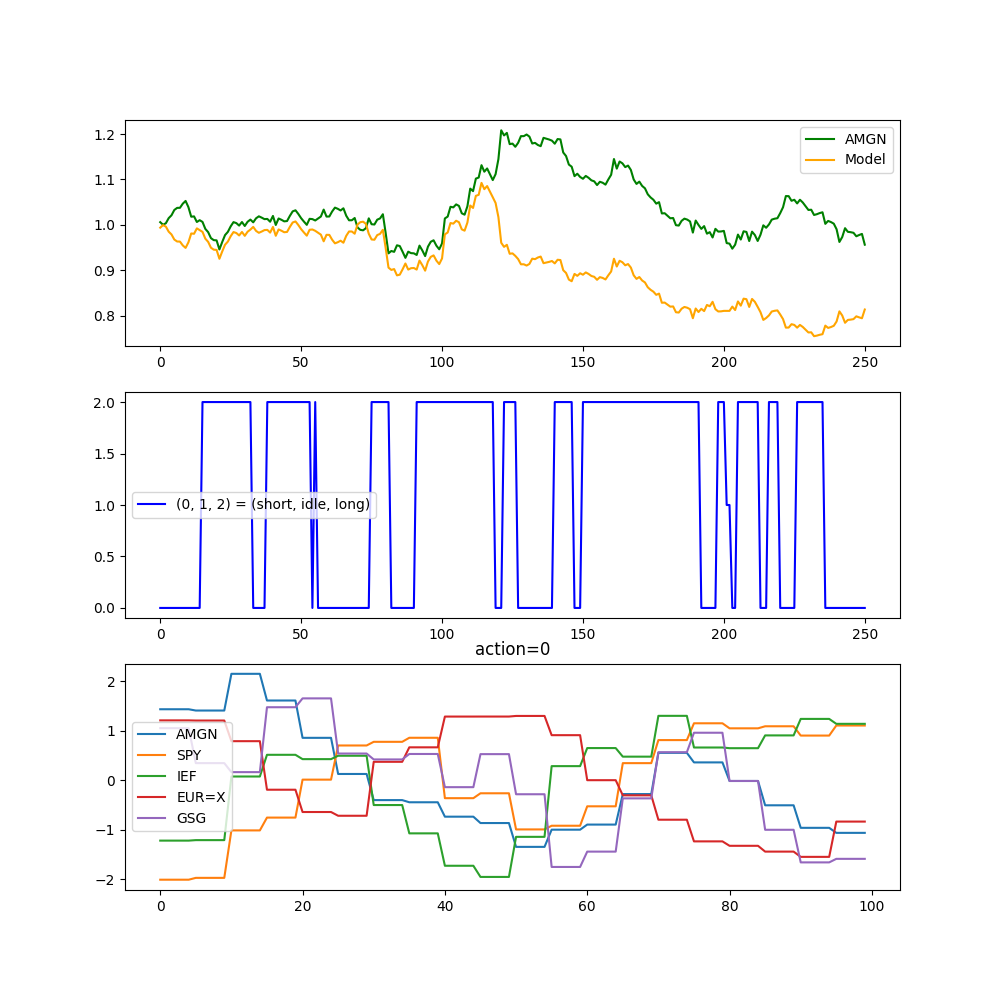 1.2
1.1
1.0
0.9
0.8
AMGN
Model
0 50 100 150 200 250
2.0
1.5
1.0
0.5
0.0
(0, 1, 2) = (short, idle, long)
0 50 100 150 200 250
action=0
2
1
0
−1
−2
AMGN
SPY
IEF
EUR=X
GSG
0 20 40 60 80 100